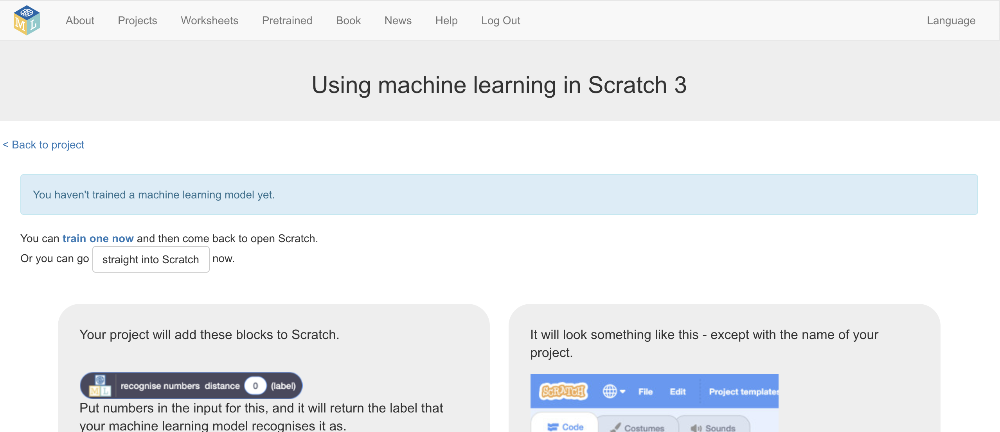 M L
About Projects Worksheets Pretrained Book News Help Log Out Language
Using machine learning in Scratch 3
< Back to project
You haven't trained a machine learning model yet.
You can train one now and then come back to open Scratch.
Or you can go straight into Scratch now.
Your project will add these blocks to Scratch.
M L recognise numbers distance 0 (label)
Put numbers in the input for this, and it will return the label that
your machine learning model recognises it as.
It will look something like this - except with the name of your
project.
SCRATCH File Edit Project templates
Code Costumes Sounds